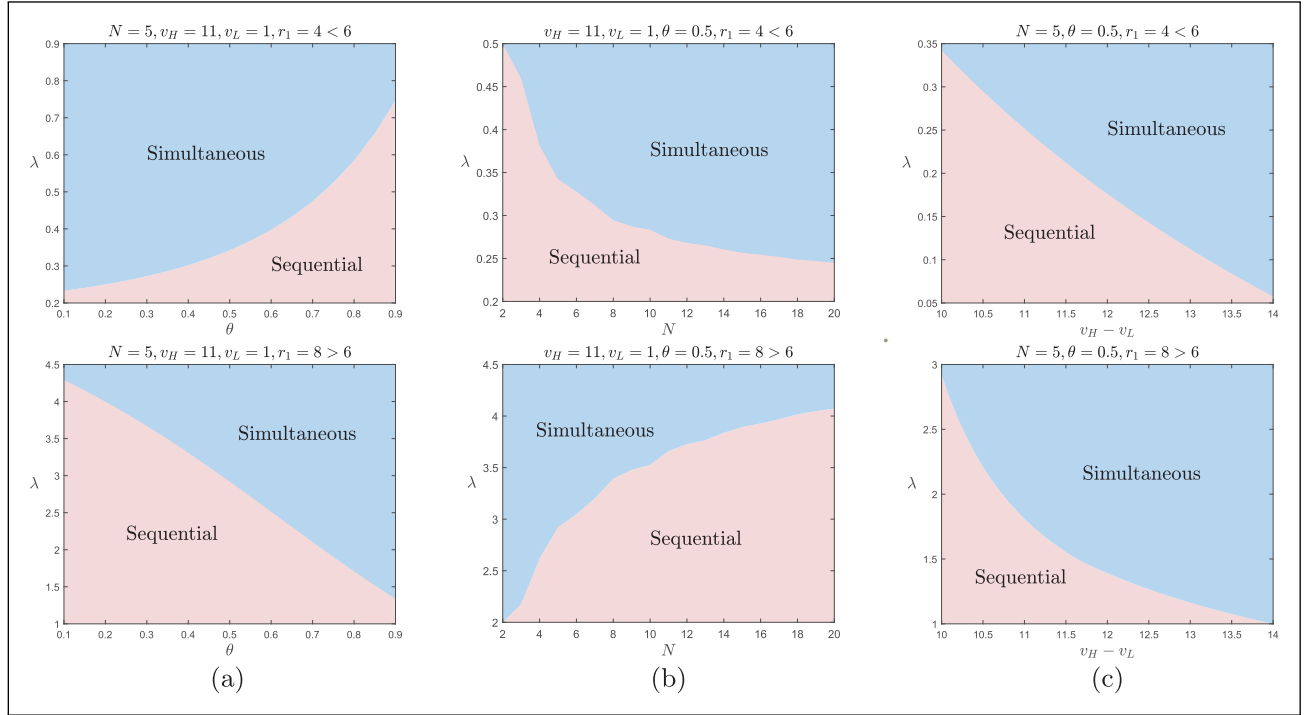 N = 5, v_H = 11, v_L = 1, r_1 = 4 < 6
0.9
0.8
0.7
0.6
0.5
0.4
0.3
0.2
λ
Simultaneous
Sequential
0.1 0.2 0.3 0.4 0.5 0.6 0.7 0.8 0.9
θ
v_H = 11, v_L = 1, θ = 0.5, r_1 = 4 < 6
0.5
0.45
0.4
0.35
0.3
0.25
0.2
λ
Simultaneous
Sequential
2 4 6 8 10 12 14 16 18 20
N
N = 5, θ = 0.5, r_1 = 4 < 6
0.35
0.3
0.25
0.2
0.15
0.1
0.05
λ
Simultaneous
Sequential
10 10.5 11 11.5 12 12.5 13 13.5 14
v_H − v_L
N = 5, v_H = 11, v_L = 1, r_1 = 8 > 6
4.5
4
3.5
3
2.5
2
1.5
1
λ
Simultaneous
Sequential
0.1 0.2 0.3 0.4 0.5 0.6 0.7 0.8 0.9
θ
(a)
v_H = 11, v_L = 1, θ = 0.5, r_1 = 8 > 6
4.5
4
3.5
3
2.5
2
λ
Simultaneous
Sequential
2 4 6 8 10 12 14 16 18 20
N
(b)
N = 5, θ = 0.5, r_1 = 8 > 6
3
2.5
2
1.5
1
λ
Simultaneous
Sequential
10 10.5 11 11.5 12 12.5 13 13.5 14
v_H − v_L
(c)